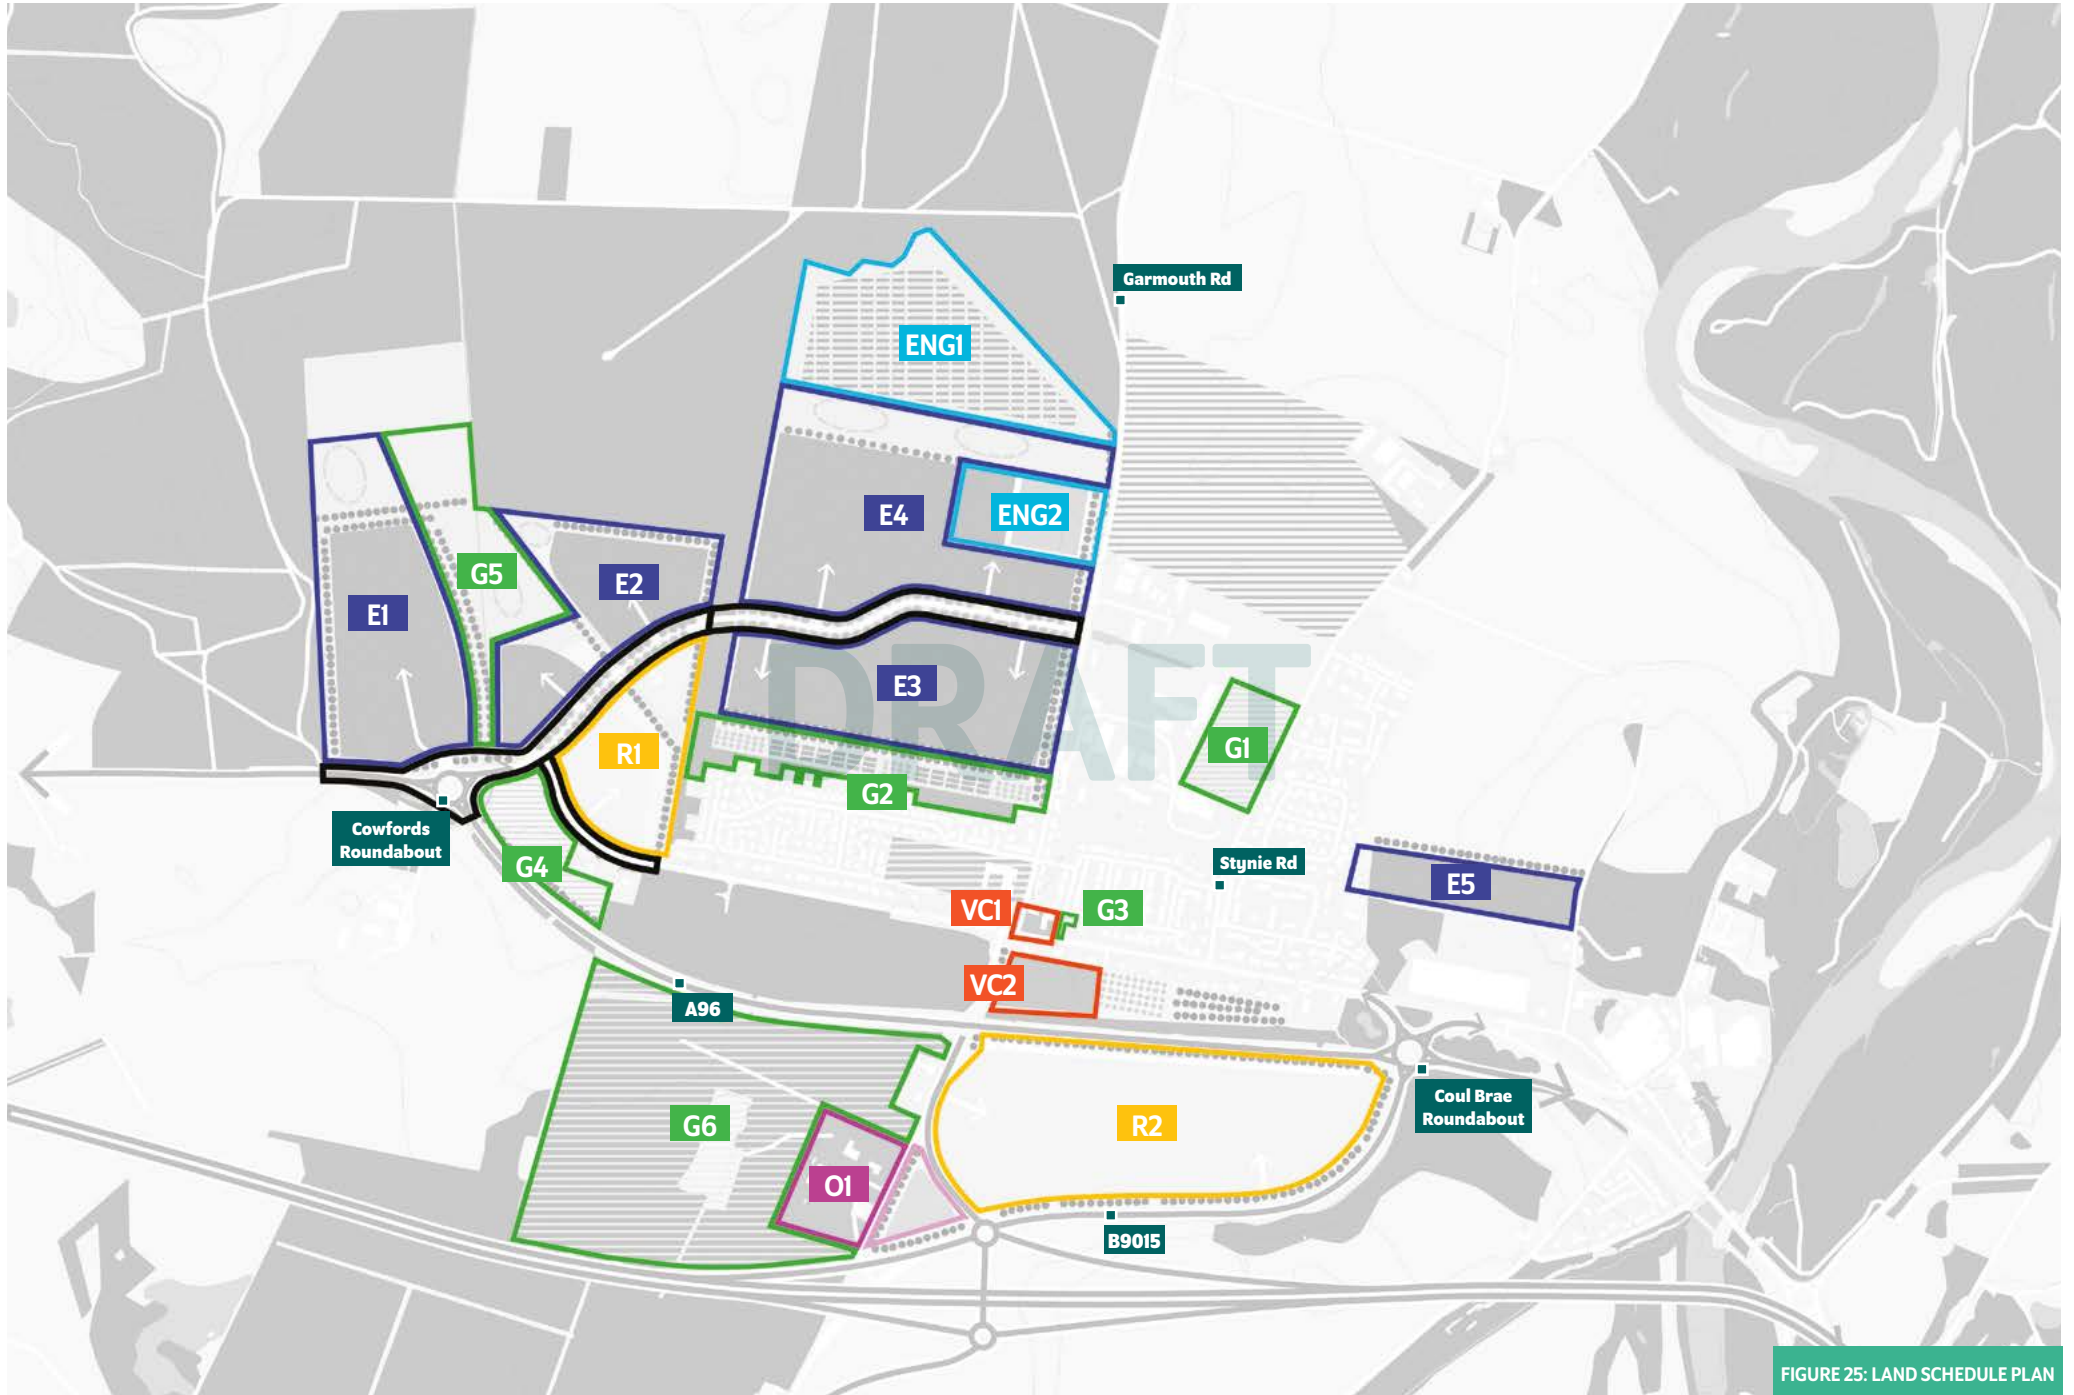 Garmouth Rd
ENG1
E4
ENG2
G5
E2
E1
DRAFT
E3
R1
G1
G2
Cowfords
Roundabout
G4
Stynie Rd
E5
VC1
G3
VC2
A96
Coul Brae
Roundabout
G6
R2
O1
B9015
FIGURE 25: LAND SCHEDULE PLAN